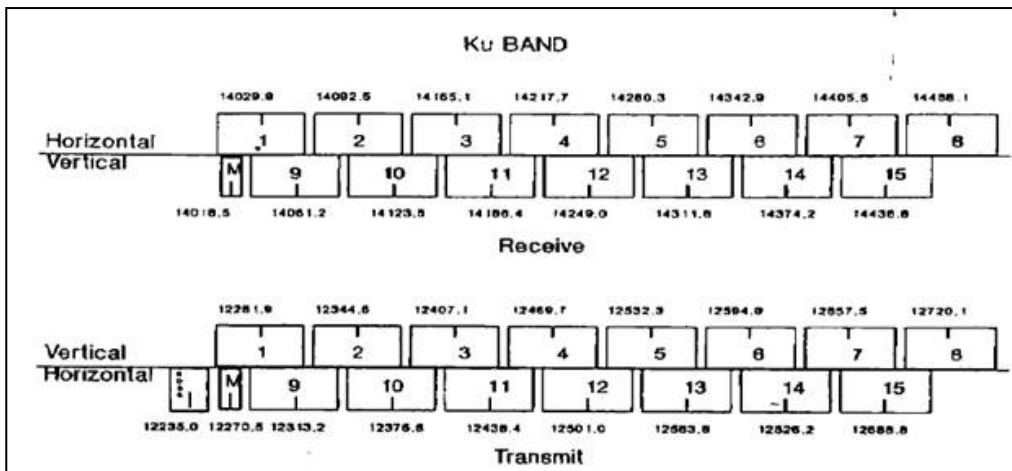 Ku BAND
14029.9 14092.5 14155.1 14217.7 14280.3 14342.9 14405.5 14468.1
Horizontal 1 2 3 4 5 6 7 8
Vertical M 9 10 11 12 13 14 15
14018.5 14061.2 14123.8 14186.4 14249.0 14311.6 14374.2 14436.8
Receive
12281.9 12344.5 12407.1 12469.7 12532.3 12594.9 12657.5 12720.1
Vertical 1 2 3 4 5 6 7 8
Horizontal M 9 10 11 12 13 14 15
12235.0 12270.5 12313.2 12375.8 12438.4 12501.0 12563.6 12626.2 12688.8
Transmit